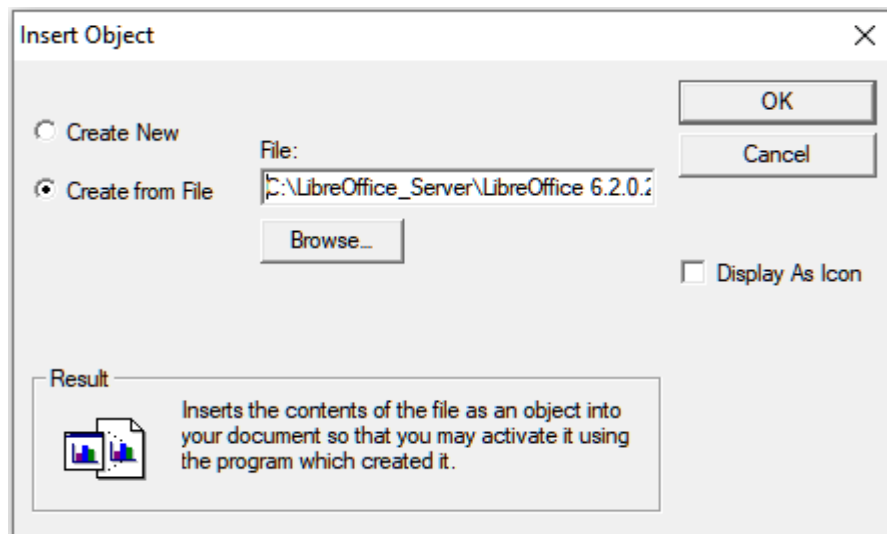 Insert Object
OK
Create New
File:
Cancel
Create from File
C:\LibreOffice_Server\LibreOffice 6.2.0.2
Browse...
Display As Icon
Result
Inserts the contents of the file as an object into
your document so that you may activate it using
the program which created it.